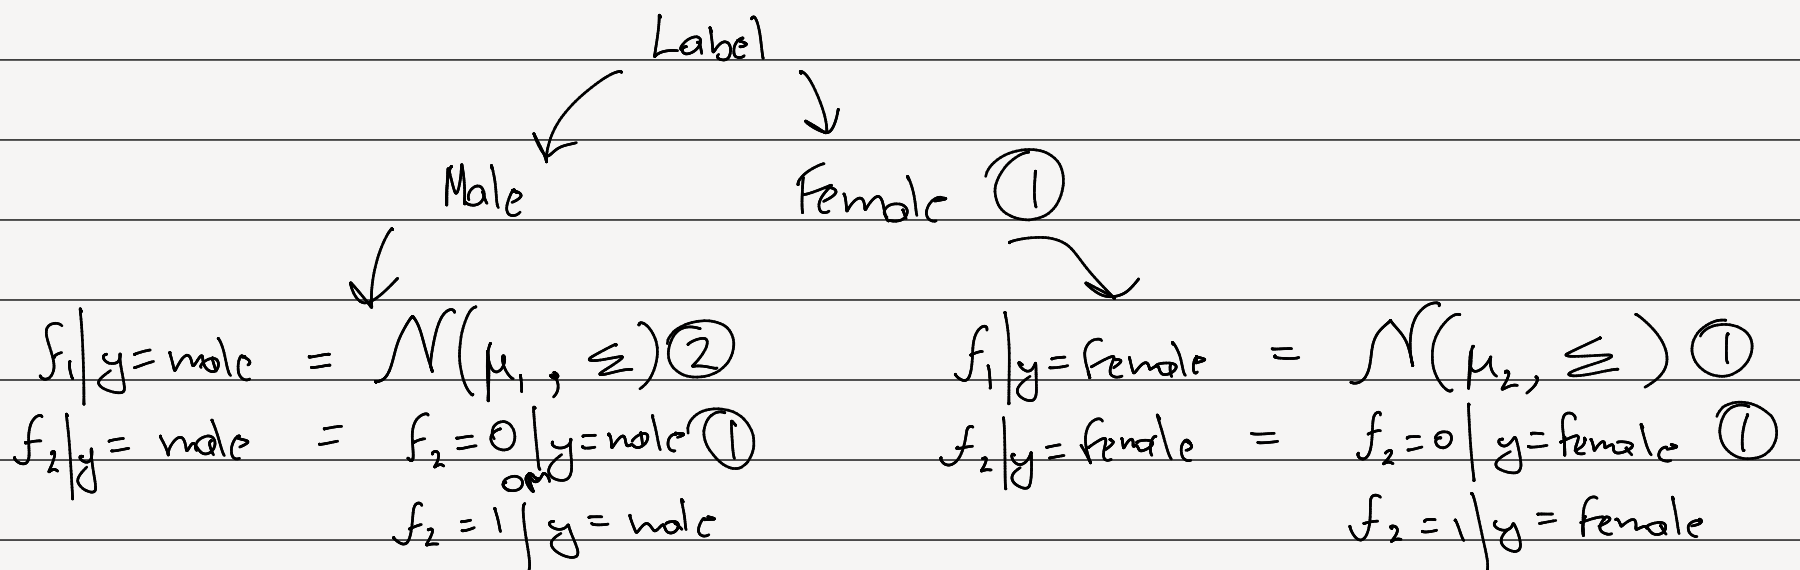 Label
Male Female ①
f₁|y=male = N(μ₁, Σ) ② f₁|y=Female = N(μ₂, Σ) ①
f₂|y= male = f₂=0|y=male ① f₂|y=female = f₂=0|y=female ①
or
f₂=1|y=male f₂=1|y=female